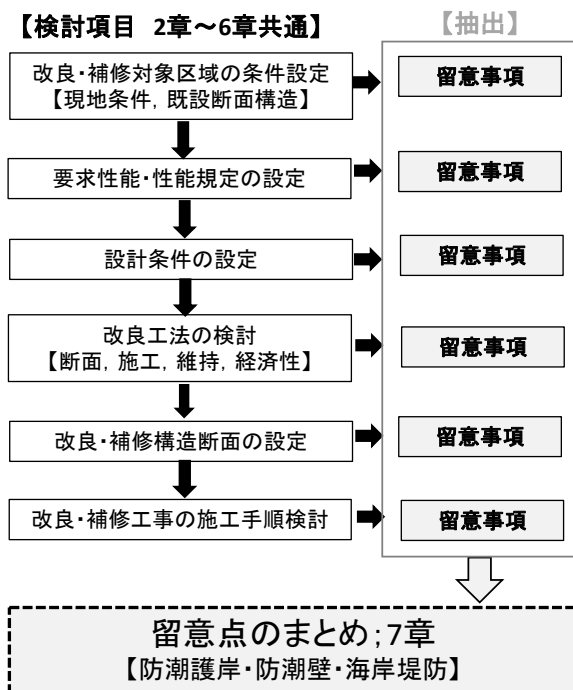 【検討項目 2章～6章共通】
【抽出】
改良・補修対象区域の条件設定
【現地条件, 既設断面構造】
留意事項
要求性能・性能規定の設定
留意事項
設計条件の設定
留意事項
改良工法の検討
【断面, 施工, 維持, 経済性】
留意事項
改良・補修構造断面の設定
留意事項
改良・補修工事の施工手順検討
留意事項
留意点のまとめ;7章
【防潮護岸・防潮壁・海岸堤防】